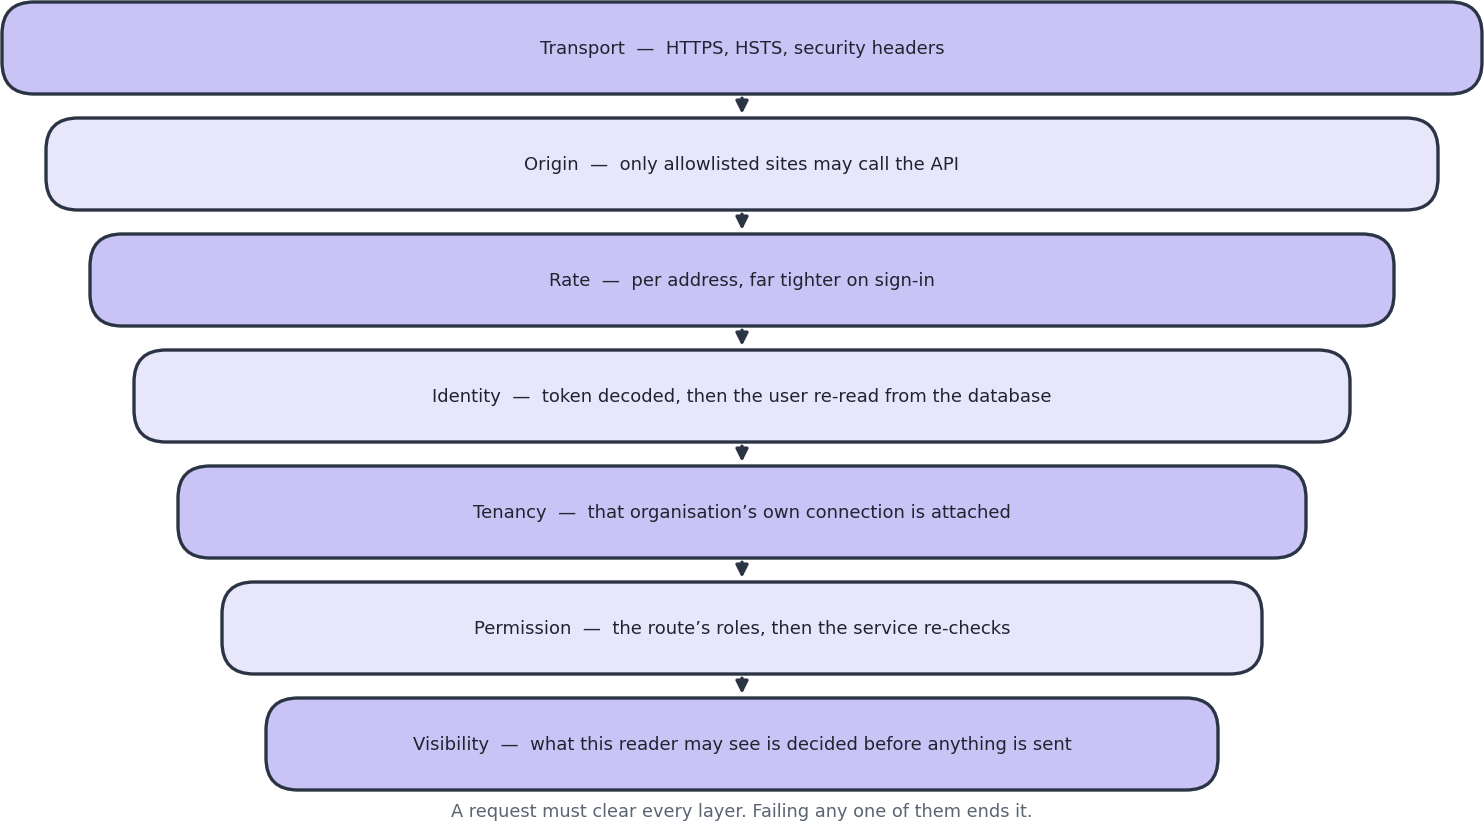 Transport — HTTPS, HSTS, security headers
Origin — only allowlisted sites may call the API
Rate — per address, far tighter on sign-in
Identity — token decoded, then the user re-read from the database
Tenancy — that organisation’s own connection is attached
Permission — the route’s roles, then the service re-checks
Visibility — what this reader may see is decided before anything is sent
A request must clear every layer. Failing any one of them ends it.